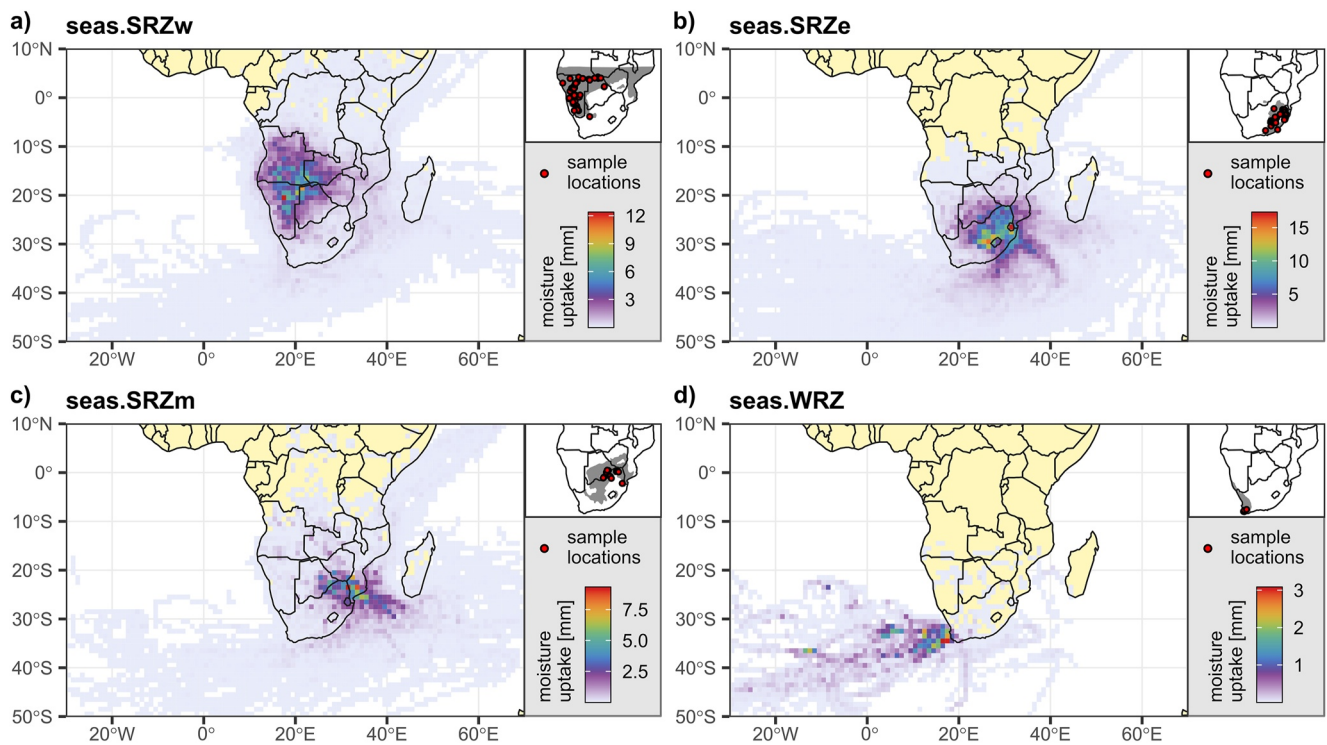 a) seas.SRZw
10°N
0°
10°S
20°S
30°S
40°S
50°S
20°W 0° 20°E 40°E 60°E
sample
locations
moisture
uptake [mm]
12
9
6
3
b) seas.SRZe
10°N
0°
10°S
20°S
30°S
40°S
50°S
20°W 0° 20°E 40°E 60°E
sample
locations
moisture
uptake [mm]
15
10
5
c) seas.SRZm
10°N
0°
10°S
20°S
30°S
40°S
50°S
20°W 0° 20°E 40°E 60°E
sample
locations
moisture
uptake [mm]
7.5
5.0
2.5
d) seas.WRZ
10°N
0°
10°S
20°S
30°S
40°S
50°S
20°W 0° 20°E 40°E 60°E
sample
locations
moisture
uptake [mm]
3
2
1